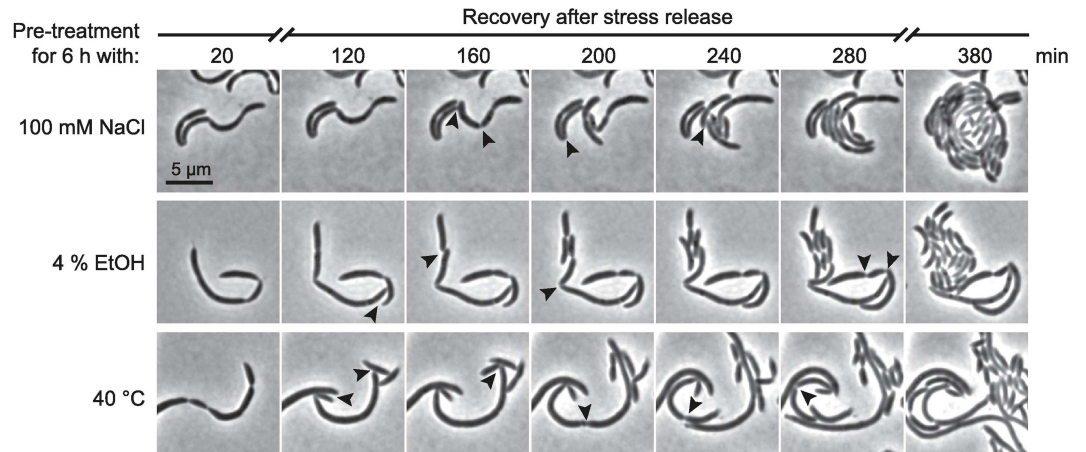 Recovery after stress release
Pre-treatment
for 6 h with:
20 120 160 200 240 280 380 min
100 mM NaCl
5 µm
4 % EtOH
40 °C